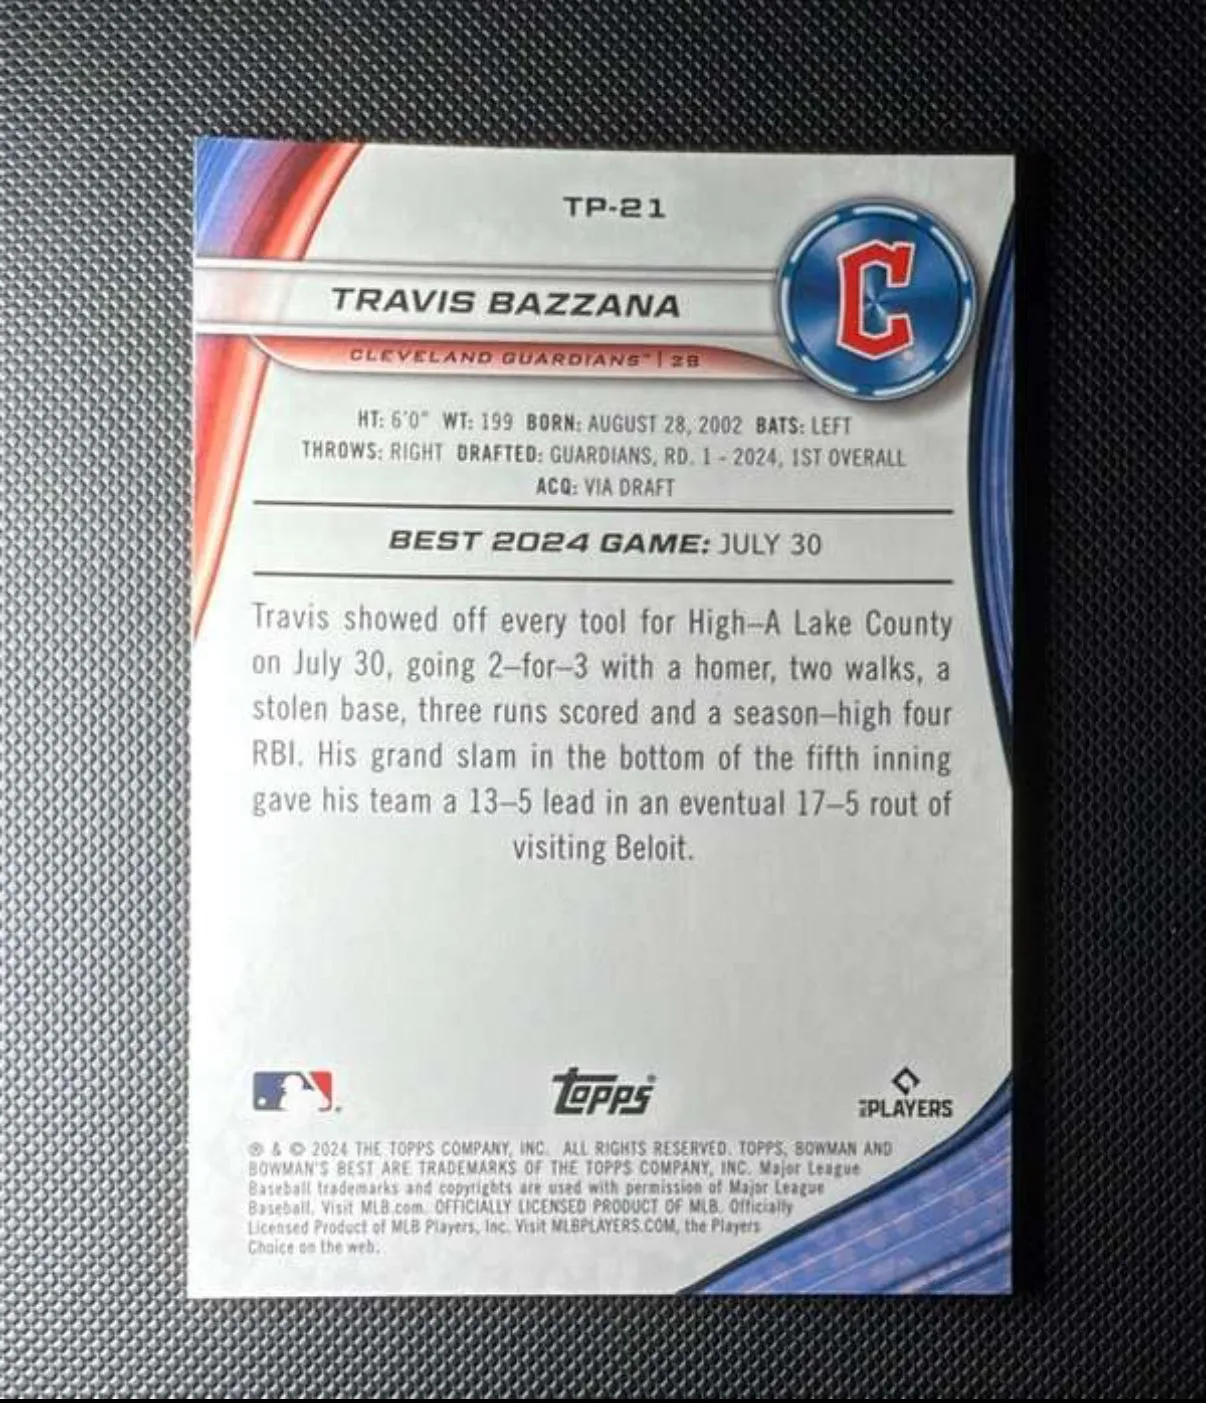 TP-21
C
TRAVIS BAZZANA
CLEVELAND GUARDIANS™ | 2B
HT: 6'0" WT: 199 BORN: AUGUST 28, 2002 BATS: LEFT
THROWS: RIGHT DRAFTED: GUARDIANS, RD. 1 - 2024, 1ST OVERALL
ACQ: VIA DRAFT
BEST 2024 GAME: JULY 30
Travis showed off every tool for High–A Lake County
on July 30, going 2–for–3 with a homer, two walks, a
stolen base, three runs scored and a season–high four
RBI. His grand slam in the bottom of the fifth inning
gave his team a 13–5 lead in an eventual 17–5 rout of
visiting Beloit.
topps®
MLB PLAYERS
® & © 2024 THE TOPPS COMPANY, INC. ALL RIGHTS RESERVED. TOPPS, BOWMAN AND
BOWMAN'S BEST ARE TRADEMARKS OF THE TOPPS COMPANY, INC. Major League
Baseball trademarks and copyrights are used with permission of Major League
Baseball. Visit MLB.com. OFFICIALLY LICENSED PRODUCT OF MLB. Officially
Licensed Product of MLB Players, Inc. Visit MLBPLAYERS.COM, the Players
Choice on the web.